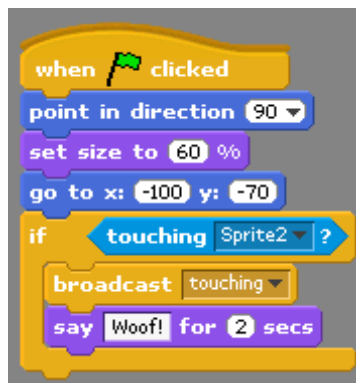 when clicked
point in direction 90
set size to 60 %
go to x: -100 y: -70
if touching Sprite2 ?
broadcast touching
say Woof! for 2 secs